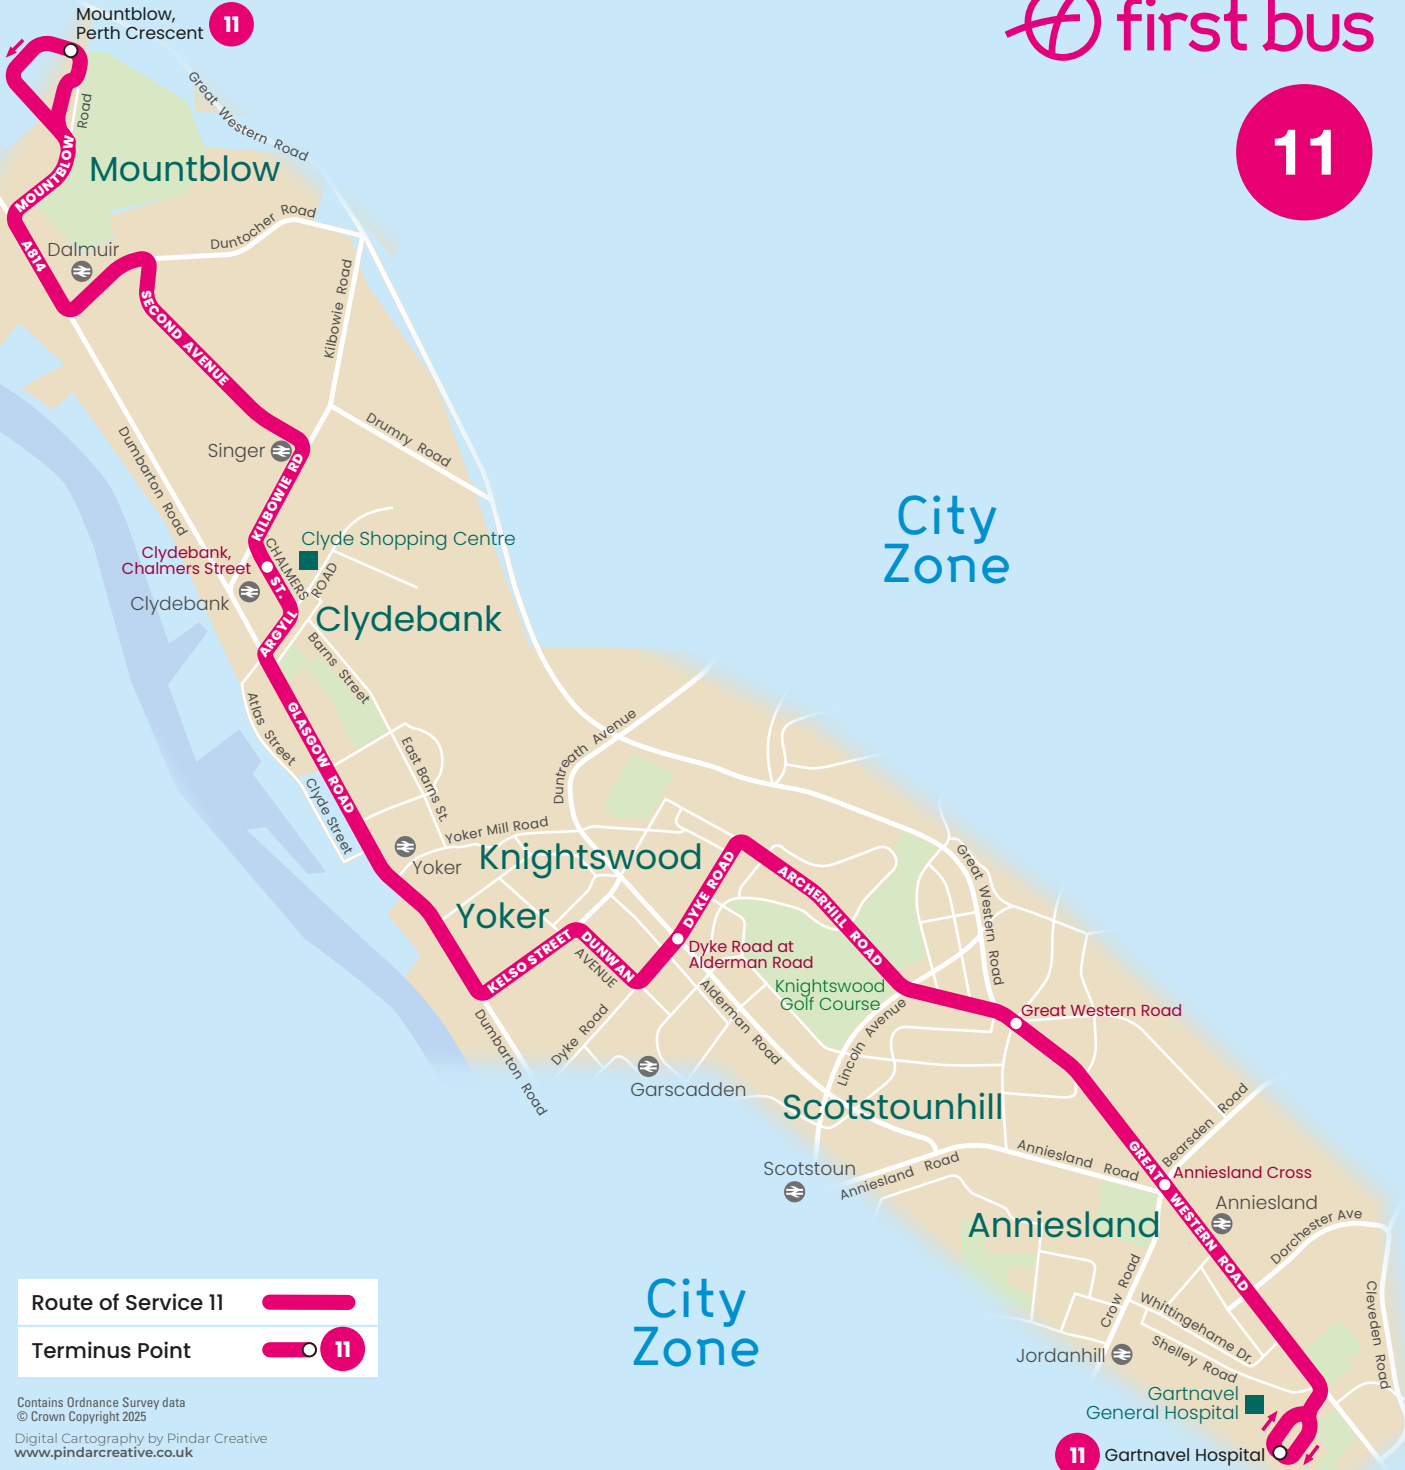 Mountblow,
Perth Crescent
11
first bus
11
Great Western Road
Road
MOUNTBLOW
Mountblow
A814
Dalmuir
Duntocher Road
SECOND AVENUE
Kilbowie Road
Drumry Road
Singer
KILBOWIE RD
Dumbarton Road
City
Zone
Clydebank,
Chalmers Street
Clyde Shopping Centre
CHALMERS
ST.
ROAD
Clydebank
Clydebank
ARGYLL
Barns Street
Atlas Street
GLASGOW ROAD
East Barns St.
Clyde Street
Duntreath Avenue
Yoker Mill Road
Yoker
Knightswood
Yoker
KELSO STREET
DUNWAN
AVENUE
DYKE ROAD
ARCHERHILL ROAD
Great Western Road
Dyke Road at
Alderman Road
Knightswood
Golf Course
Alderman Road
Lincoln Avenue
Great Western Road
Dumbarton Road
Dyke Road
Garscadden
Scotstounhill
Scotstoun
Anniesland Road
Anniesland Road
Bearsden Road
GREAT WESTERN ROAD
Anniesland Cross
Anniesland
Anniesland
Dorchester Ave
Crow Road
Whittingehame Dr.
Shelley Road
Cleveden Road
City
Zone
Jordanhill
Gartnavel
General Hospital
11 Gartnavel Hospital
Route of Service 11
Terminus Point 11
Contains Ordnance Survey data
© Crown Copyright 2025
Digital Cartography by Pindar Creative
www.pindarcreative.co.uk